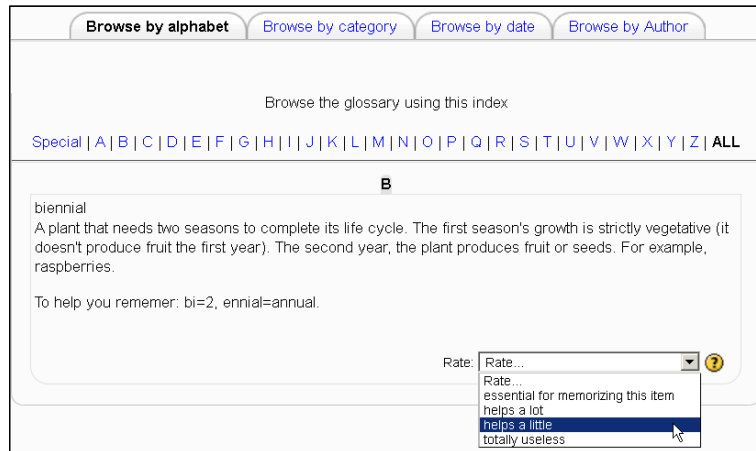 Browse by alphabet Browse by category Browse by date Browse by Author
Browse the glossary using this index
Special | A | B | C | D | E | F | G | H | I | J | K | L | M | N | O | P | Q | R | S | T | U | V | W | X | Y | Z | ALL
B
biennial
A plant that needs two seasons to complete its life cycle. The first season's growth is strictly vegetative (it
doesn't produce fruit the first year). The second year, the plant produces fruit or seeds. For example,
raspberries.
To help you rememer: bi=2, ennial=annual.
Rate: Rate... ?
Rate...
essential for memorizing this item
helps a lot
helps a little
totally useless